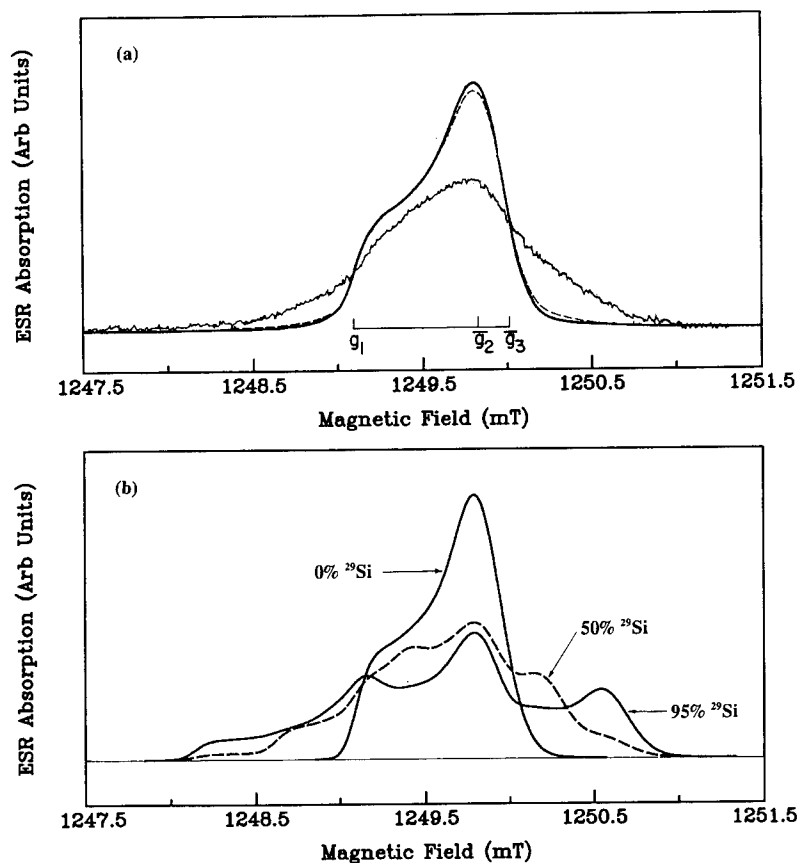 (a)
ESR Absorption (Arb Units)
g₁ g̅₂ g̅₃
1247.5 1248.5 1249.5 1250.5 1251.5
Magnetic Field (mT)
(b)
ESR Absorption (Arb Units)
0% ²⁹Si
50% ²⁹Si
95% ²⁹Si
1247.5 1248.5 1249.5 1250.5 1251.5
Magnetic Field (mT)